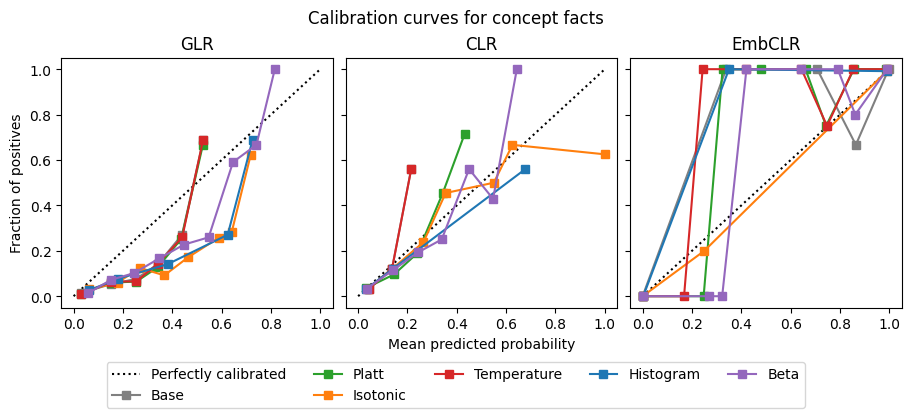 Calibration curves for concept facts
GLR CLR EmbCLR
1.0
0.8
0.6
0.4
0.2
0.0
Fraction of positives
0.0 0.2 0.4 0.6 0.8 1.0 0.0 0.2 0.4 0.6 0.8 1.0 0.0 0.2 0.4 0.6 0.8 1.0
Mean predicted probability
Perfectly calibrated Platt Temperature Histogram Beta
Base Isotonic